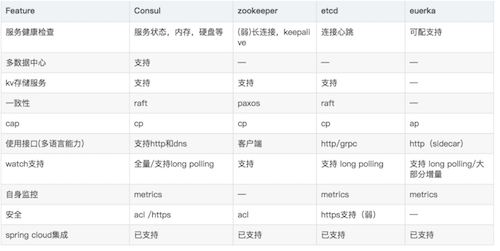 Feature Consul zookeeper etcd euerka
服务健康检查 服务状态，内存，硬盘等 (弱)长连接，keepalive 连接心跳 可配支持
多数据中心 支持 — — —
kv存储服务 支持 支持 支持 —
一致性 raft paxos raft —
cap cp cp cp ap
使用接口(多语言能力) 支持http和dns 客户端 http/grpc http（sidecar）
watch支持 全量/支持long polling 支持 支持 long polling 支持 long polling/大部分增量
自身监控 metrics — metrics metrics
安全 acl /https acl https支持（弱） —
spring cloud集成 已支持 已支持 已支持 已支持